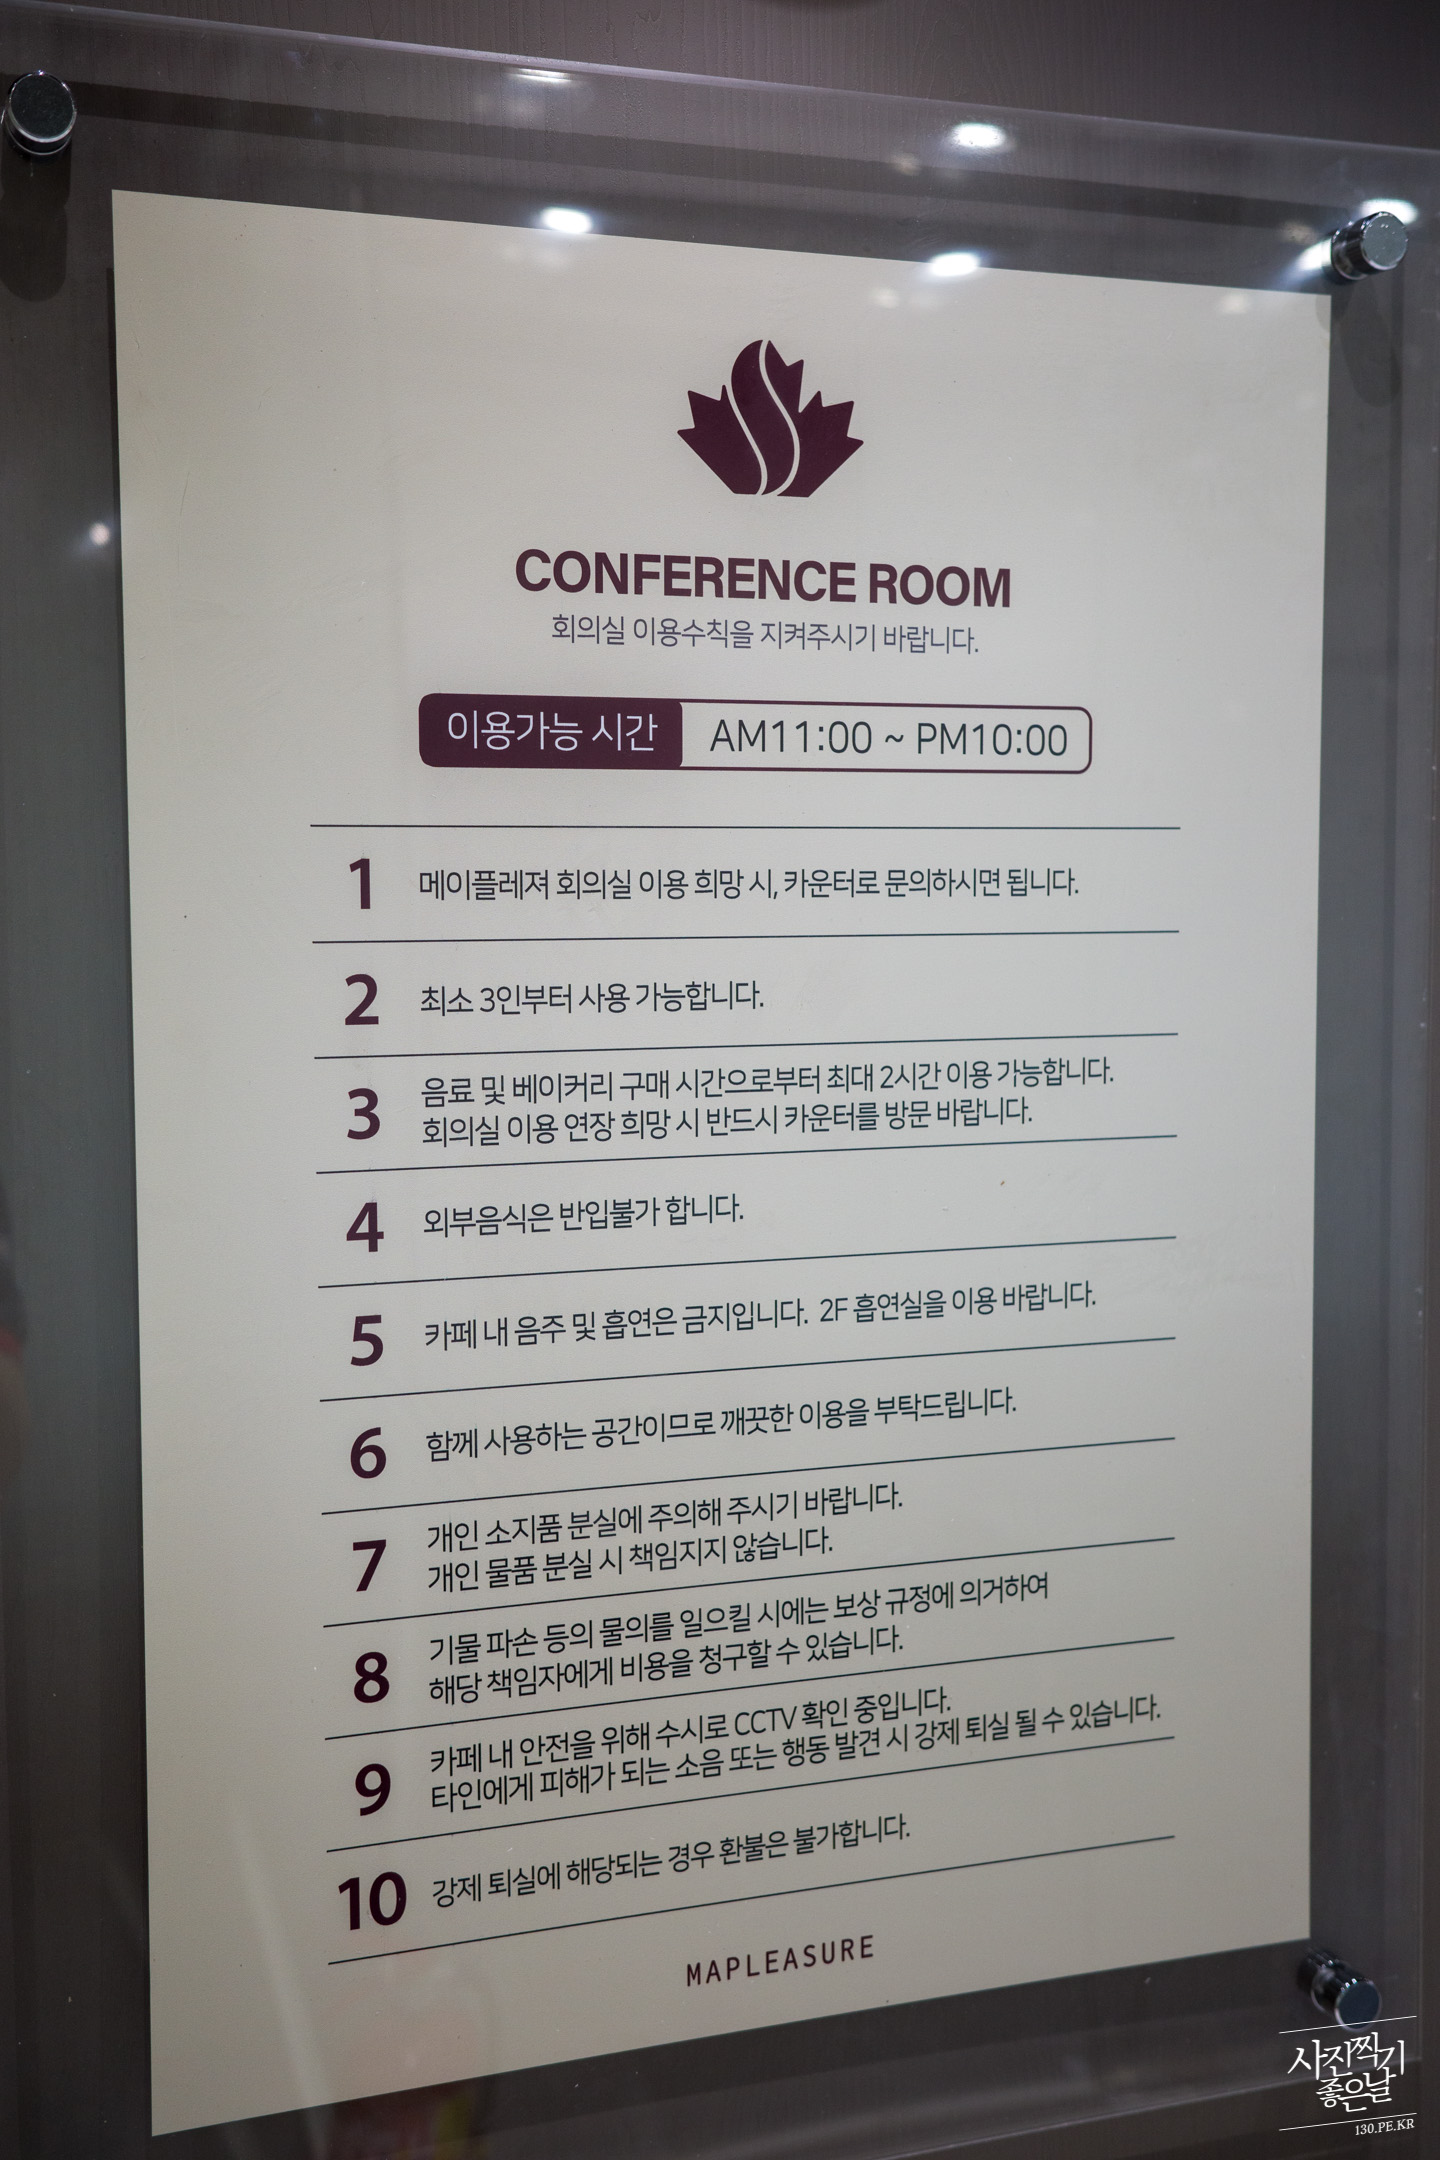 CONFERENCE ROOM
회의실 이용수칙을 지켜주시기 바랍니다.
이용가능 시간 AM11:00 ~ PM10:00
1 메이플레져 회의실 이용 희망 시, 카운터로 문의하시면 됩니다.
2 최소 3인부터 사용 가능합니다.
3 음료 및 베이커리 구매 시간으로부터 최대 2시간 이용 가능합니다.
회의실 이용 연장 희망 시 반드시 카운터를 방문 바랍니다.
4 외부음식은 반입불가 합니다.
5 카페 내 음주 및 흡연은 금지입니다. 2F 흡연실을 이용 바랍니다.
6 함께 사용하는 공간이므로 깨끗한 이용을 부탁드립니다.
7 개인 소지품 분실에 주의해 주시기 바랍니다.
개인 물품 분실 시 책임지지 않습니다.
8 기물 파손 등의 물의를 일으킬 시에는 보상 규정에 의거하여
해당 책임자에게 비용을 청구할 수 있습니다.
9 카페 내 안전을 위해 수시로 CCTV 확인 중입니다.
타인에게 피해가 되는 소음 또는 행동 발견 시 강제 퇴실 될 수 있습니다.
10 강제 퇴실에 해당되는 경우 환불은 불가합니다.
MAPLEASURE
사진찍기
좋은날
130.PE.KR